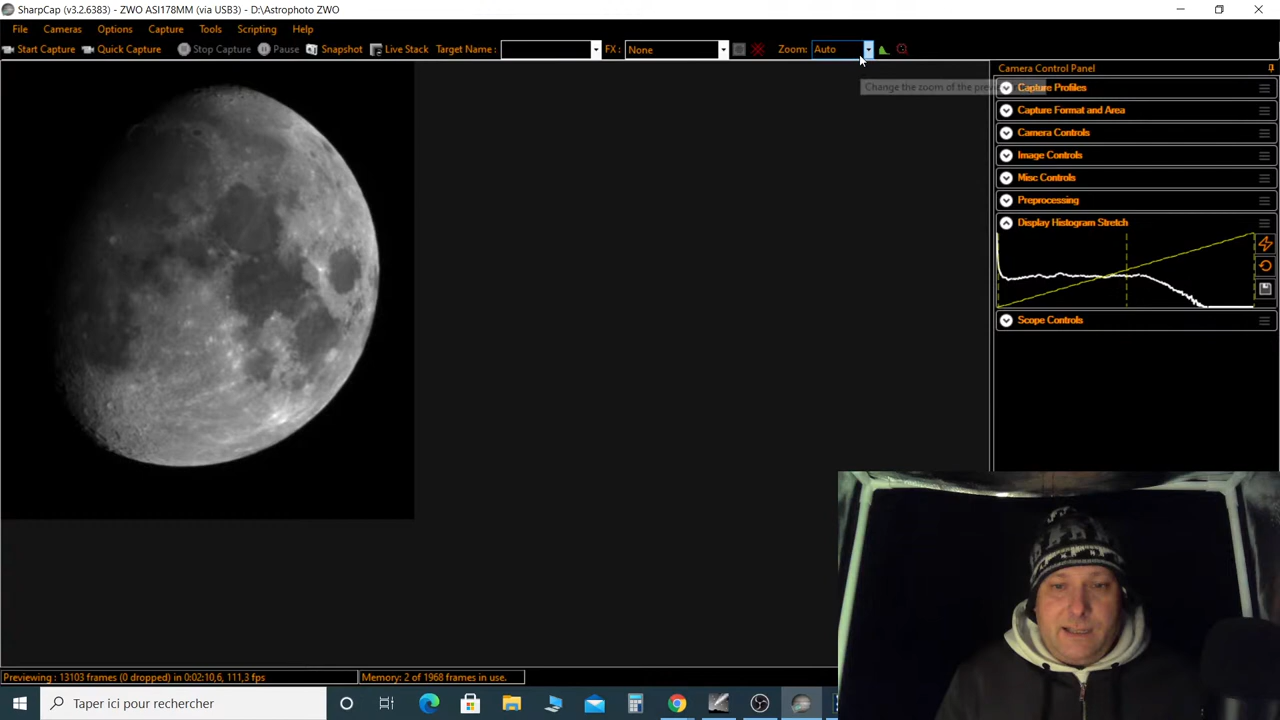 SharpCap (v3.2.6383) - ZWO ASI178MM (via USB3) - D:\Astrophoto ZWO
File Cameras Options Capture Tools Scripting Help
Start Capture Quick Capture Stop Capture Pause Snapshot Live Stack Target Name : FX : None Zoom: Auto
Camera Control Panel
Change the zoom of the prev
Capture Profiles
Capture Format and Area
Camera Controls
Image Controls
Misc Controls
Preprocessing
Display Histogram Stretch
Scope Controls
Previewing : 13103 frames (0 dropped) in 0:02:10,6, 111,3 fps
Memory: 2 of 1968 frames in use.
Taper ici pour rechercher